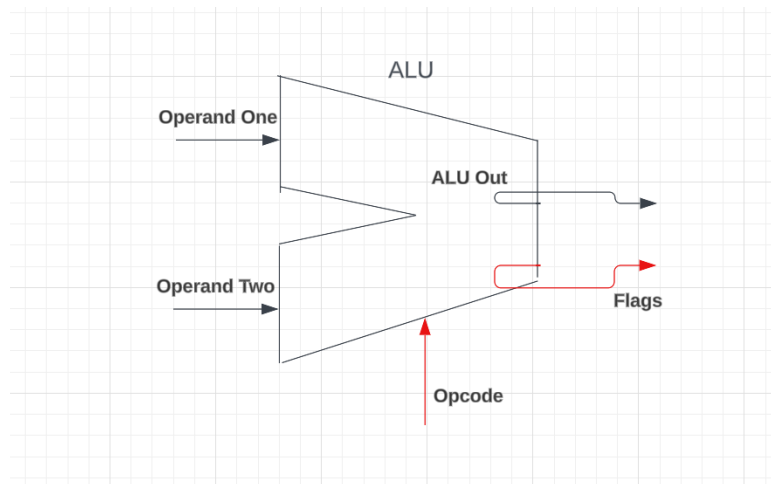 ALU
Operand One
ALU Out
Operand Two
Flags
Opcode